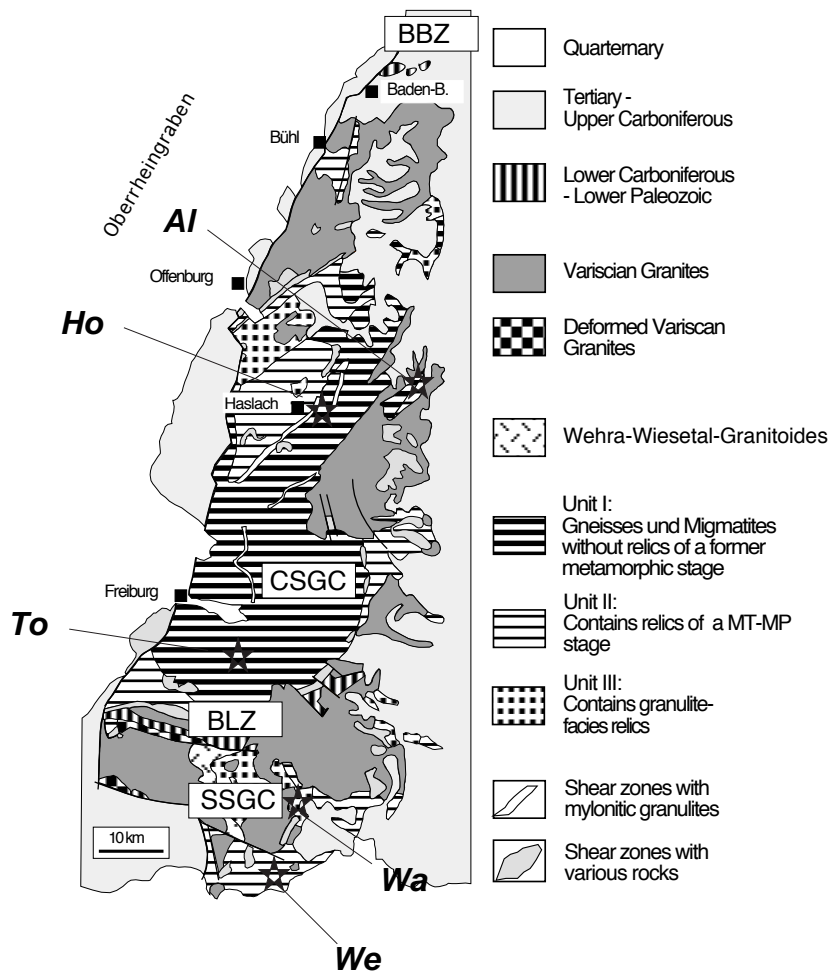 BBZ
Baden-B.
Bühl
Oberrheingraben
Al
Offenburg
Ho
Haslach
CSGC
Freiburg
To
BLZ
SSGC
10 km
Wa
We
Quarternary
Tertiary -
Upper Carboniferous
Lower Carboniferous
- Lower Paleozoic
Variscian Granites
Deformed Variscan
Granites
Wehra-Wiesetal-Granitoides
Unit I:
Gneisses und Migmatites
without relics of a former
metamorphic stage
Unit II:
Contains relics of a MT-MP
stage
Unit III:
Contains granulite-
facies relics
Shear zones with
mylonitic granulites
Shear zones with
various rocks